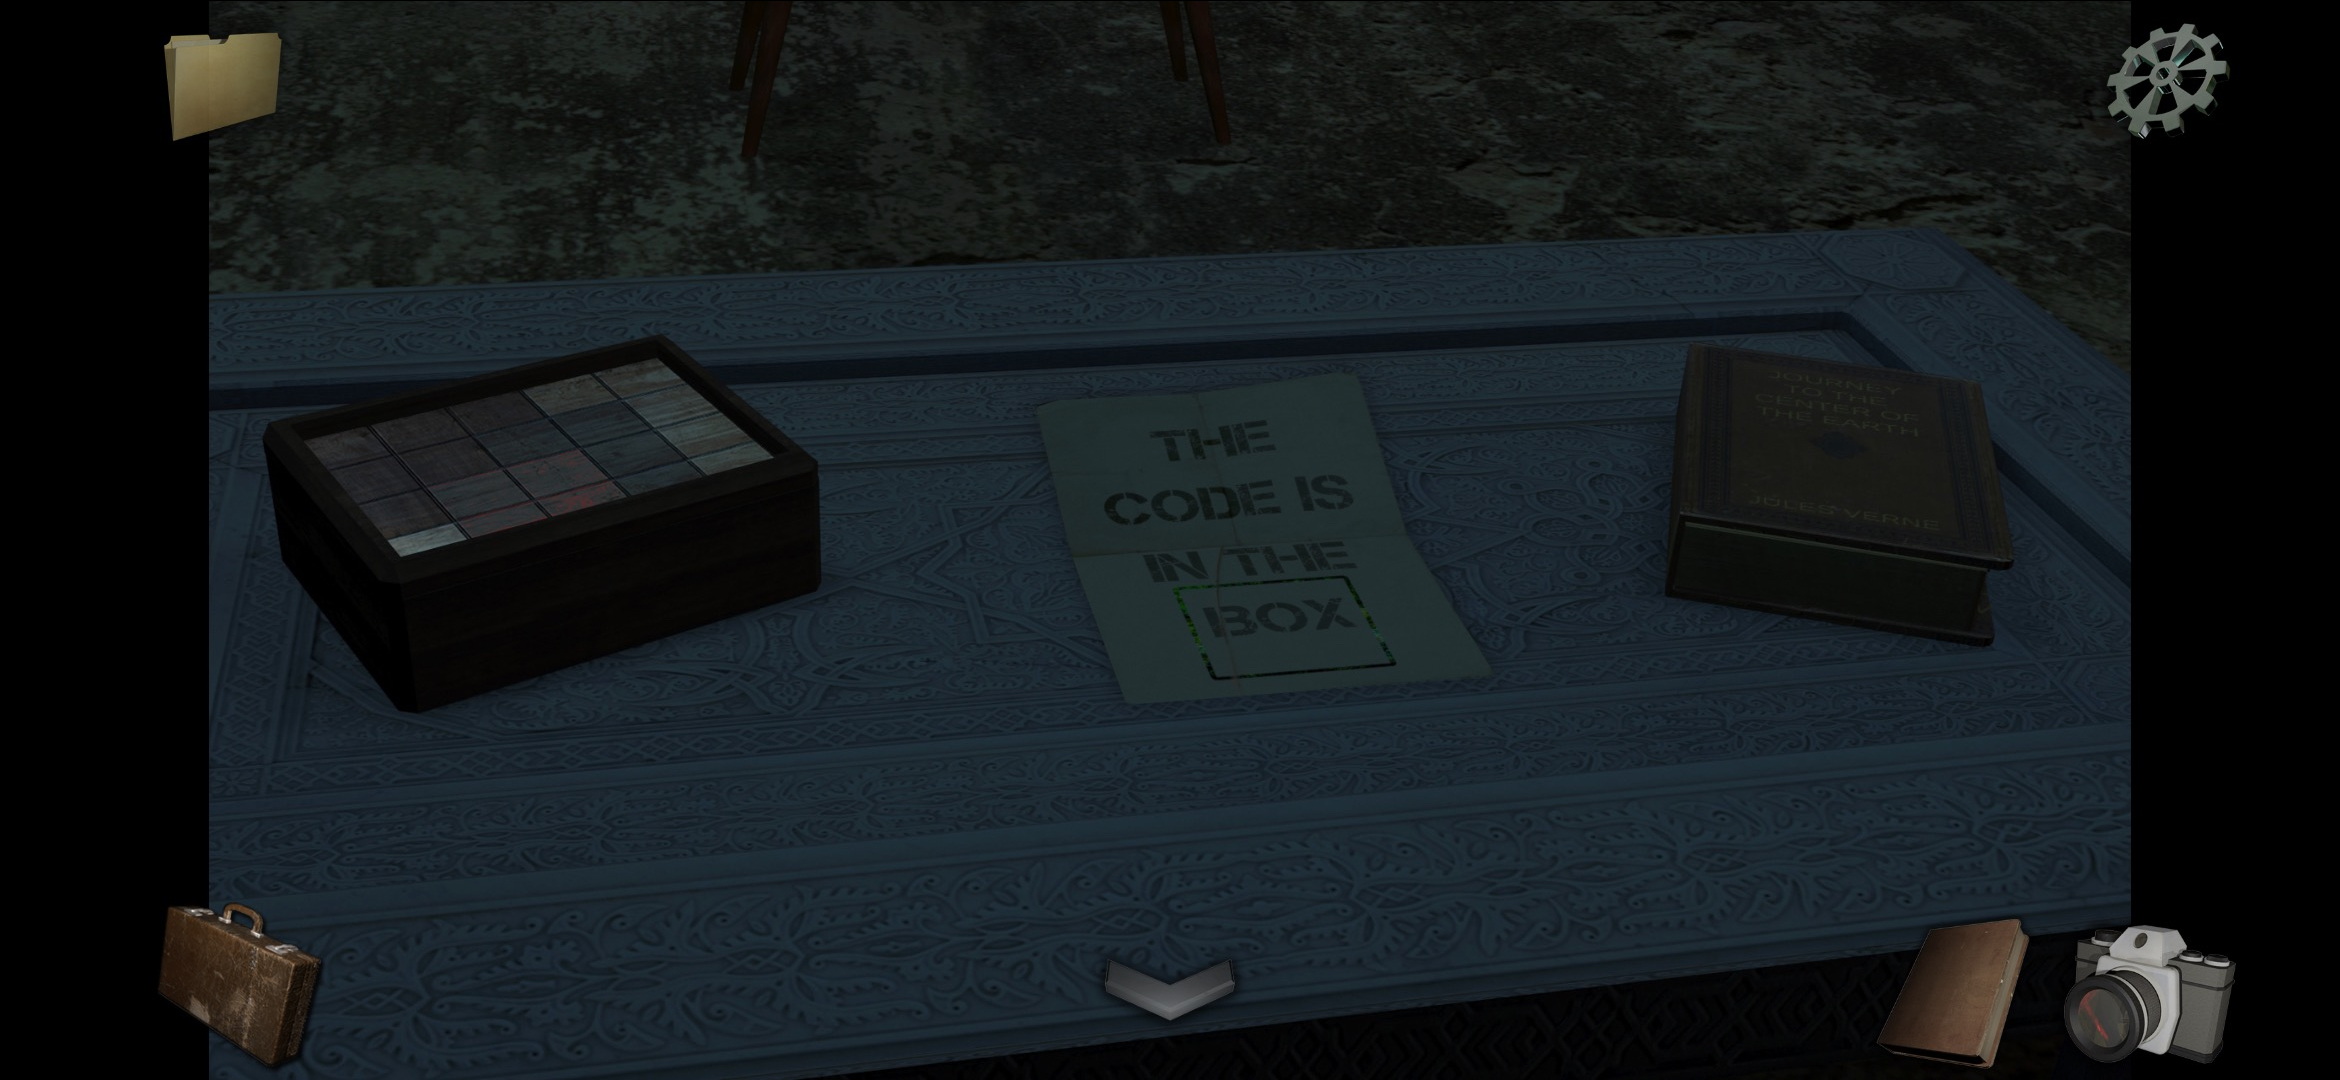 THE
CODE IS
IN THE
BOX
JOURNEY
TO THE
CENTER OF
THE EARTH
JULES VERNE